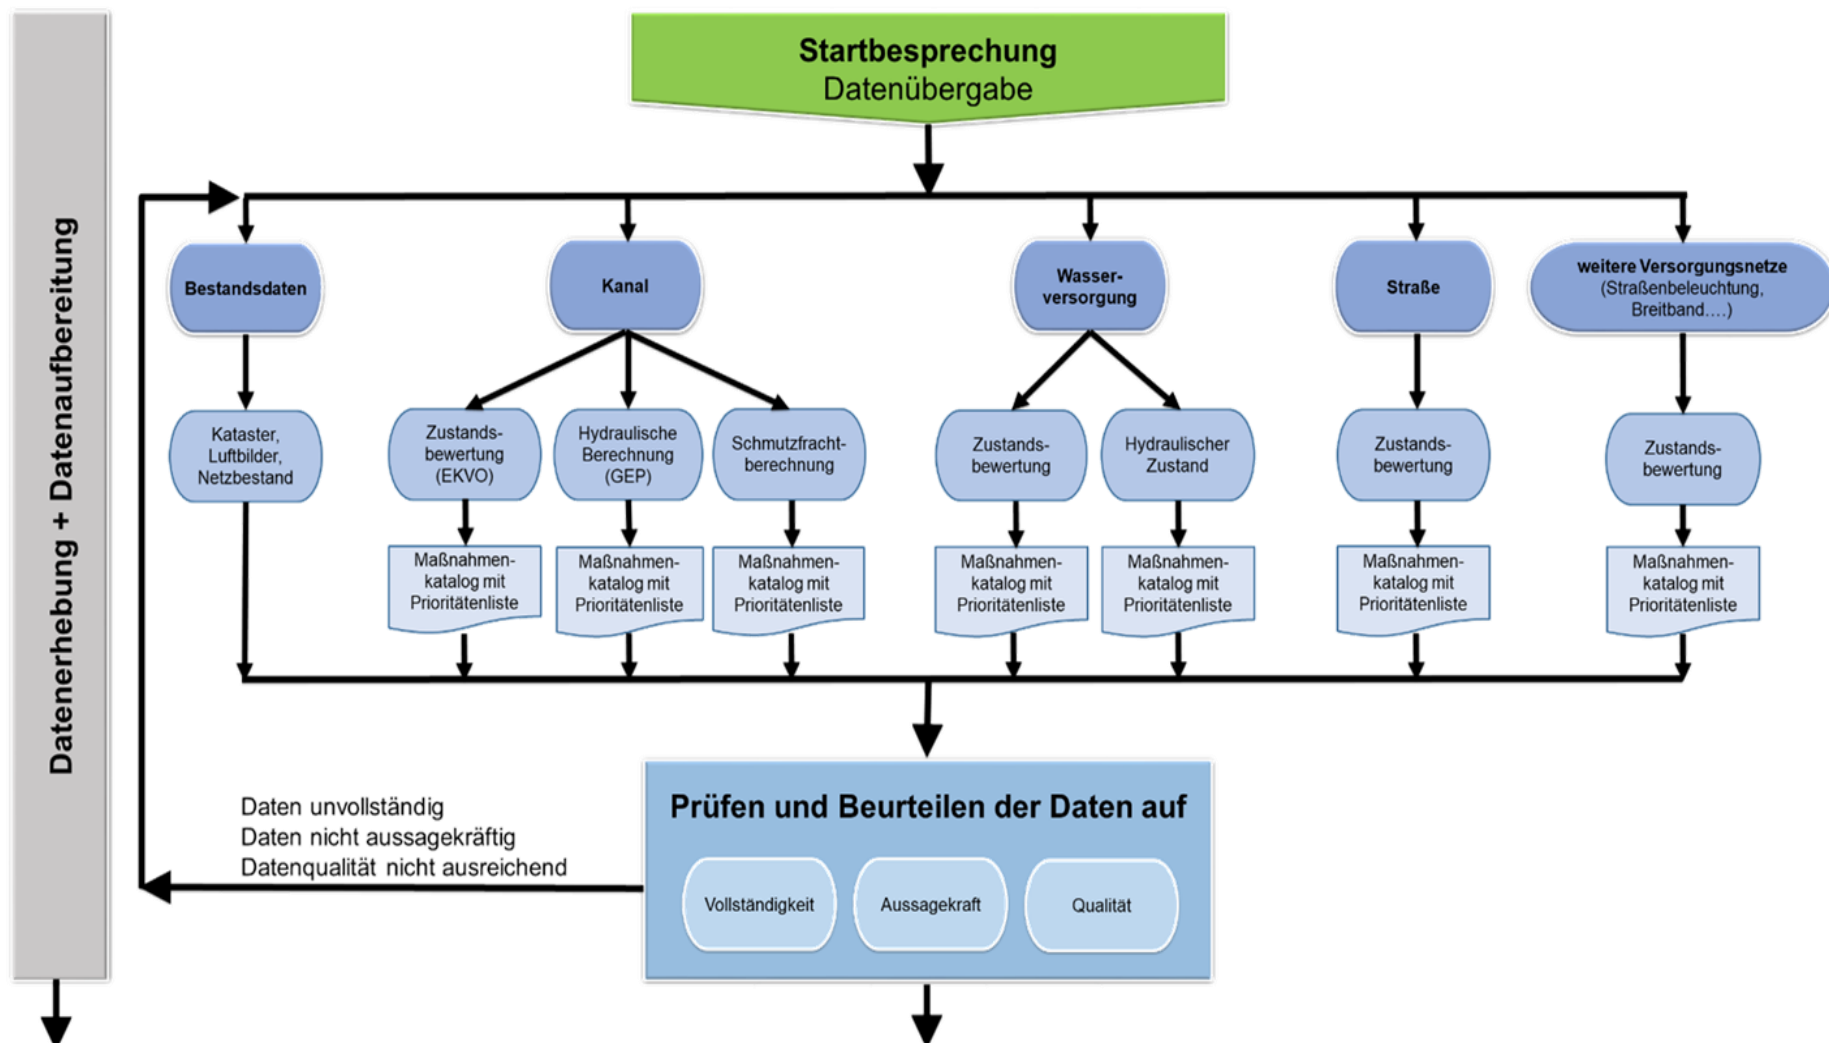 Startbesprechung
Datenübergabe
Datenerhebung + Datenaufbereitung
Bestandsdaten
Kanal
Wasser-
versorgung
Straße
weitere Versorgungsnetze
(Straßenbeleuchtung,
Breitband....)
Kataster,
Luftbilder,
Netzbestand
Zustands-
bewertung
(EKVO)
Hydraulische
Berechnung
(GEP)
Schmutzfracht-
berechnung
Zustands-
bewertung
Hydraulischer
Zustand
Zustands-
bewertung
Zustands-
bewertung
Maßnahmen-
katalog mit
Prioritätenliste
Maßnahmen-
katalog mit
Prioritätenliste
Maßnahmen-
katalog mit
Prioritätenliste
Maßnahmen-
katalog mit
Prioritätenliste
Maßnahmen-
katalog mit
Prioritätenliste
Maßnahmen-
katalog mit
Prioritätenliste
Maßnahmen-
katalog mit
Prioritätenliste
Daten unvollständig
Daten nicht aussagekräftig
Datenqualität nicht ausreichend
Prüfen und Beurteilen der Daten auf
Vollständigkeit
Aussagekraft
Qualität